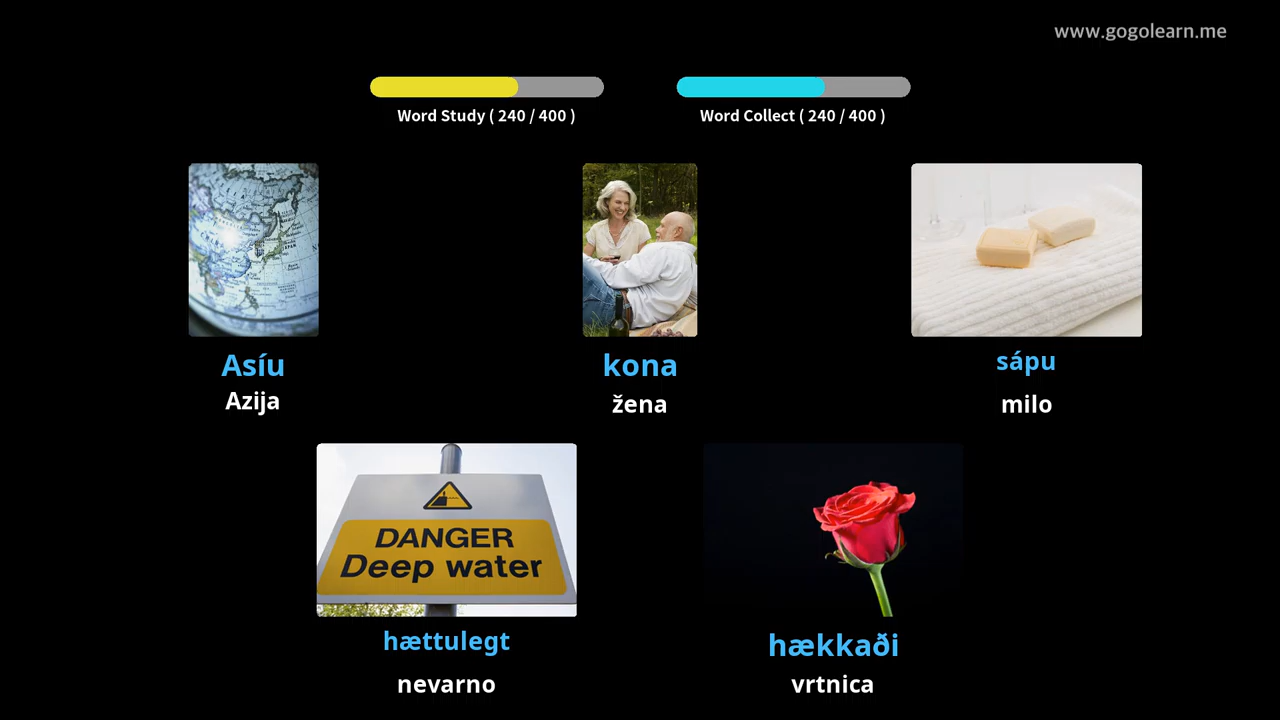 www.gogolearn.me
Word Study ( 240 / 400 )
Word Collect ( 240 / 400 )
CHINA
Asíu
Azija
kona
žena
sápu
milo
DANGER
Deep water
hættulegt
nevarno
hækkaði
vrtnica